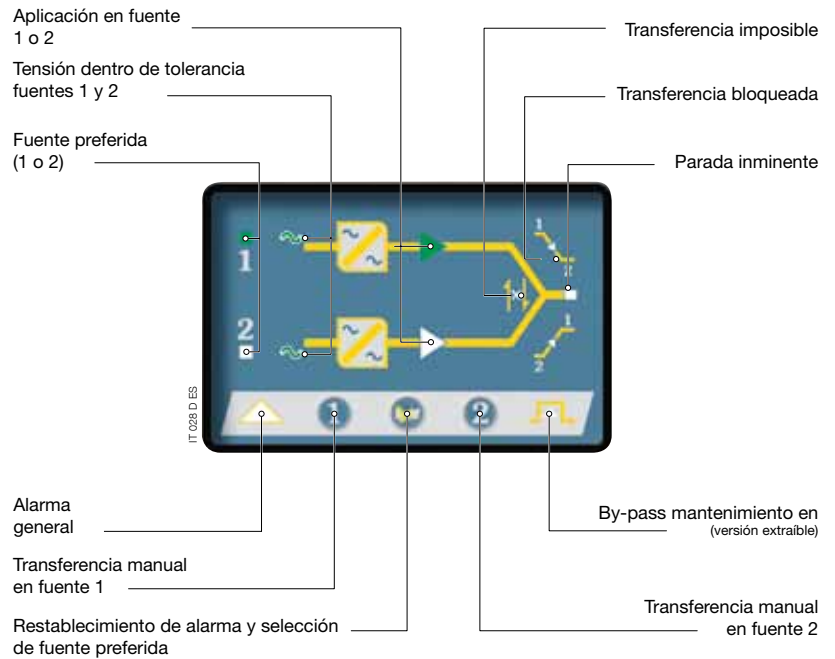 Aplicación en fuente
1 o 2
Tensión dentro de tolerancia
fuentes 1 y 2
Fuente preferida
(1 o 2)
Transferencia imposible
Transferencia bloqueada
Parada inminente
1
2
1
2
1
2
IT 028 D ES
1
2
Alarma
general
Transferencia manual
en fuente 1
Restablecimiento de alarma y selección
de fuente preferida
By-pass mantenimiento en
(versión extraíble)
Transferencia manual
en fuente 2